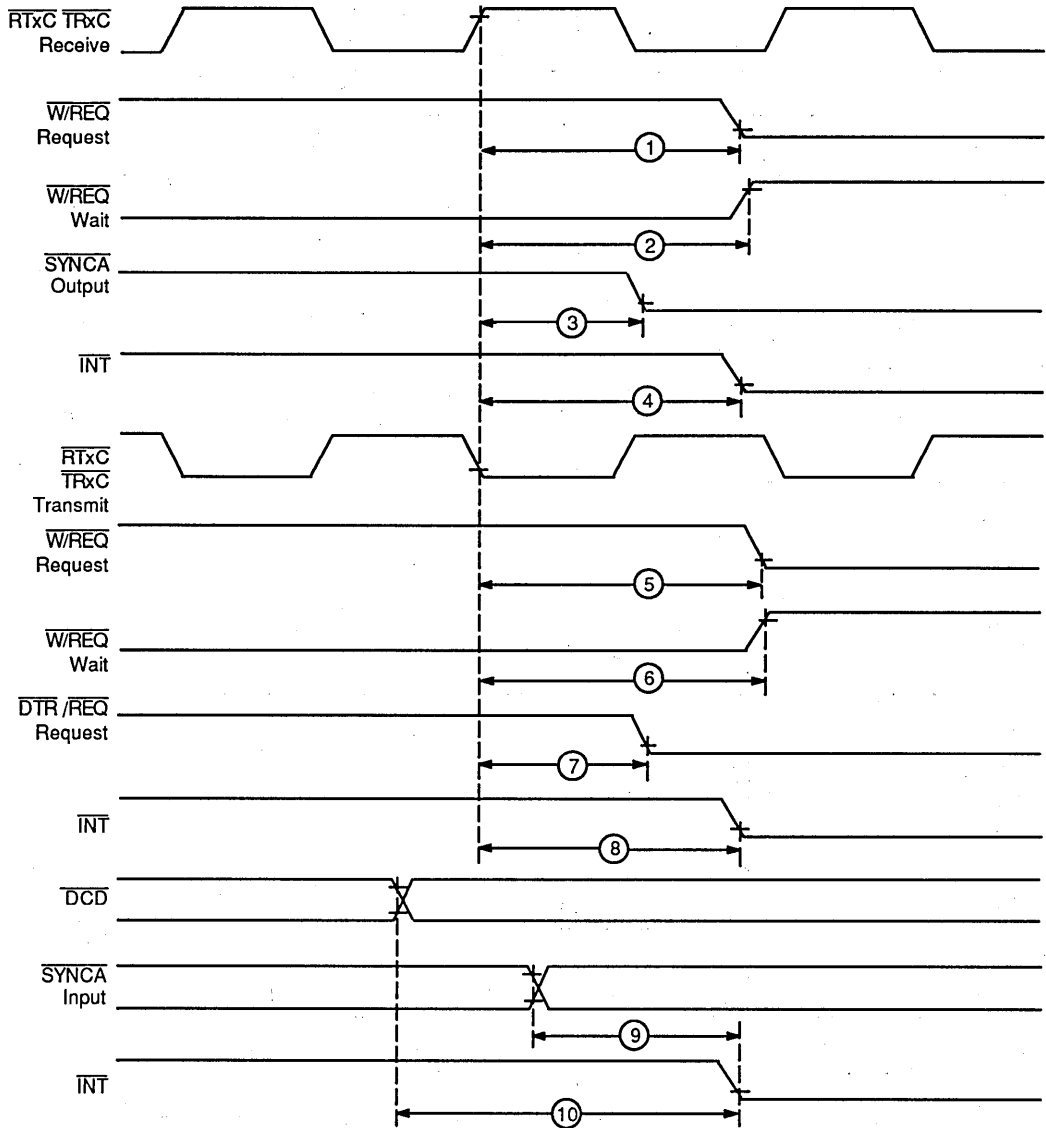 RTxC TRxC
Receive
W/REQ
Request
1
W/REQ
Wait
2
SYNCA
Output
3
INT
4
RTxC
TRxC
Transmit
W/REQ
Request
5
W/REQ
Wait
6
DTR /REQ
Request
7
INT
8
DCD
SYNCA
Input
9
INT
10